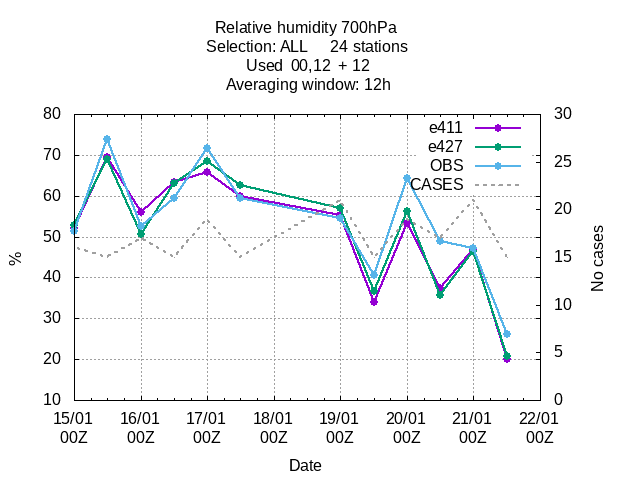 Relative humidity 700hPa
Selection: ALL 24 stations
Used 00,12 + 12
Averaging window: 12h
80 30
e411
e427
70 25
OBS
CASES
60 20
50
% 15 No cases
40
10
30
20 5
10 0
15/01 16/01 17/01 18/01 19/01 20/01 21/01 22/01
00Z 00Z 00Z 00Z 00Z 00Z 00Z 00Z
Date